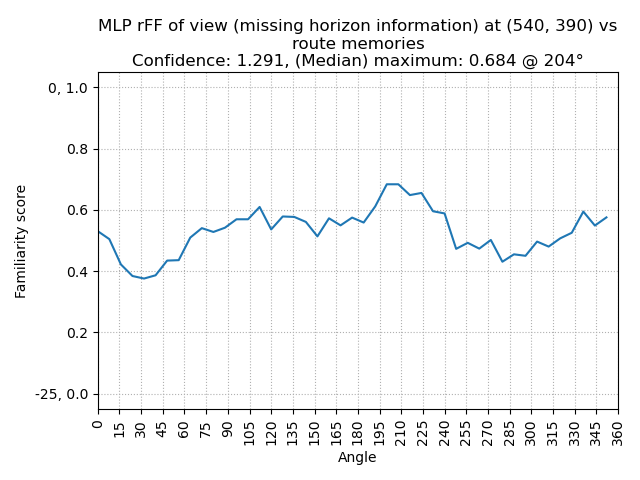 MLP rFF of view (missing horizon information) at (540, 390) vs
route memories
Confidence: 1.291, (Median) maximum: 0.684 @ 204°
0, 1.0
0.8
0.6
0.4
0.2
-25, 0.0
Familiarity score
0 15 30 45 60 75 90 105 120 135 150 165 180 195 210 225 240 255 270 285 300 315 330 345 360
Angle